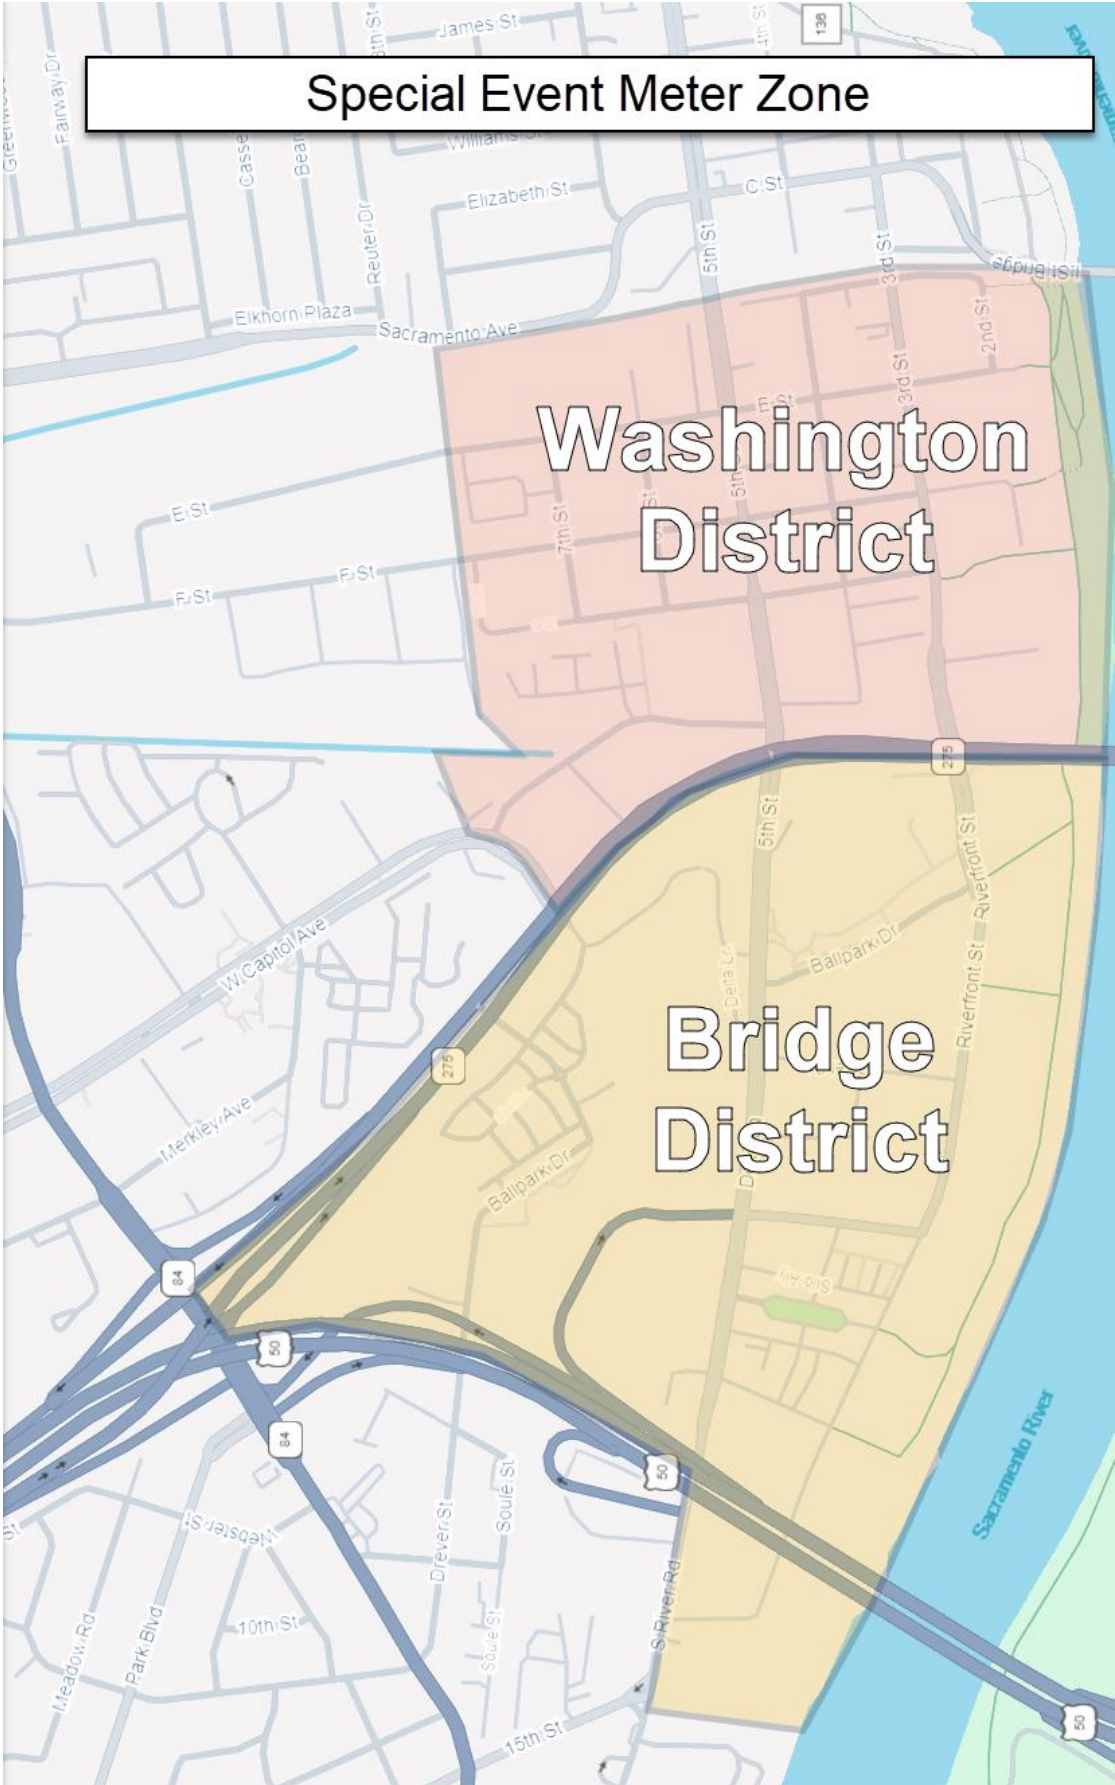 James St
136
4th St
Fairway Dr
Special Event Meter Zone
Elizabeth St
C St
Reuter Dr
5th St
3rd St
I St Bridge
Elkhorn Plaza
Sacramento Ave
2nd St
3rd St
E St
Washington
5th St
E St
7th St
District
F St
F St
275
5th St
Riverfront St
W Capitol Ave
Ballpark Dr
Delta Ln
Riverfront St
Bridge
275
Merkley Ave
District
Ballpark Dr
84
50
84
Sacramento River
50
Soule St
Webster St
Drever St
S River Rd
10th St
Park Blvd
Meadow Rd
Soule St
15th St
50